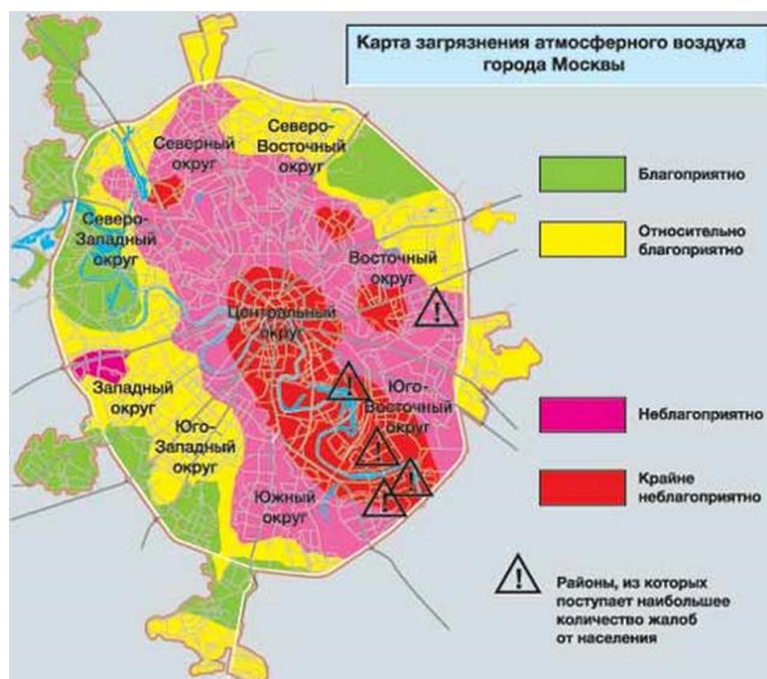 Карта загрязнения атмосферного воздуха
города Москвы
Северный
округ
Северо-
Восточный
округ
Северо-
Западный
округ
Восточный
округ
Центральный
округ
Западный
округ
Юго-
Западный
округ
Юго-
Восточный
округ
Южный
округ
Благоприятно
Относительно
благоприятно
Неблагоприятно
Крайне
неблагоприятно
Районы, из которых
поступает наибольшее
количество жалоб
от населения